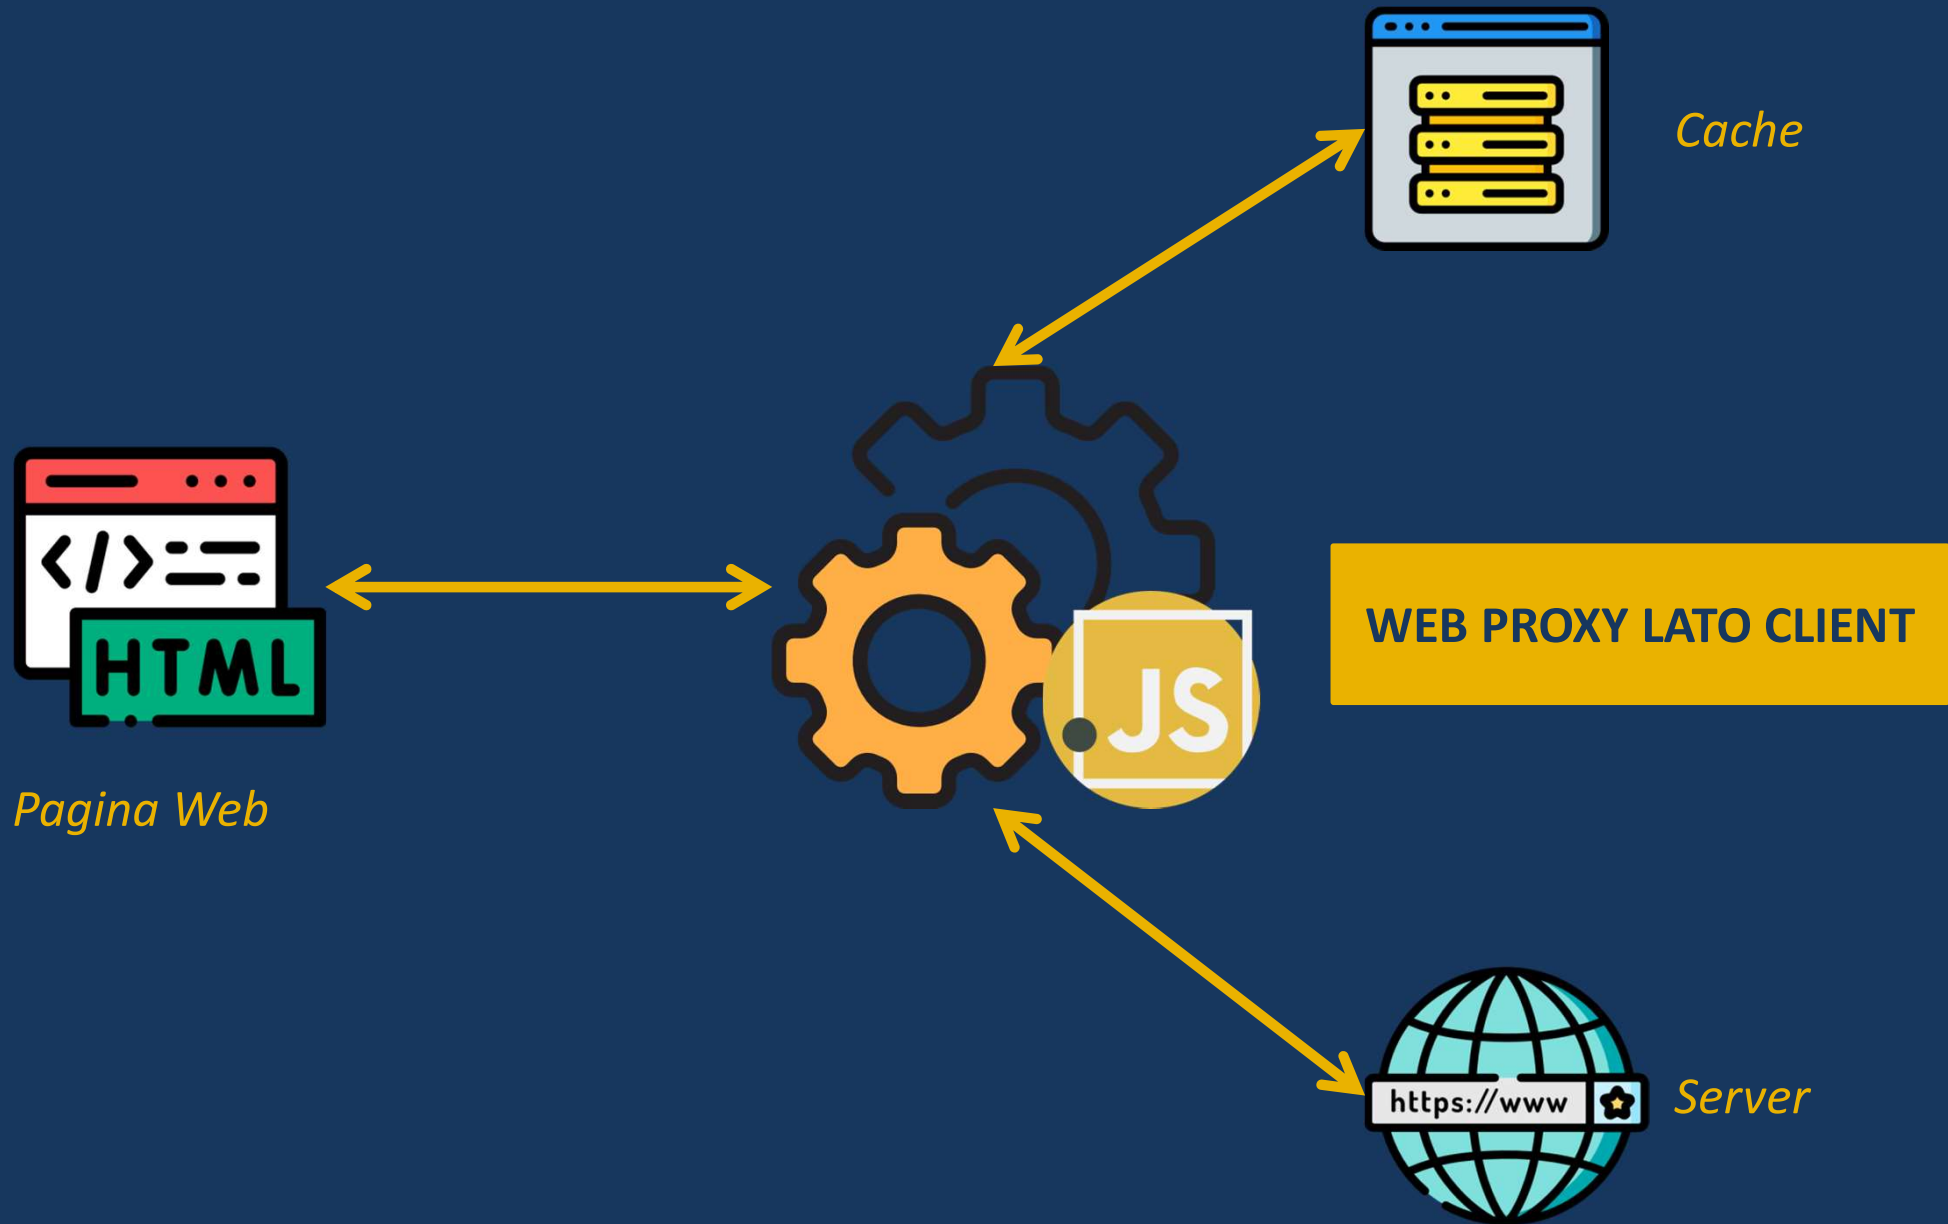 Cache
</>
HTML
Pagina Web
.JS
WEB PROXY LATO CLIENT
https://www
Server